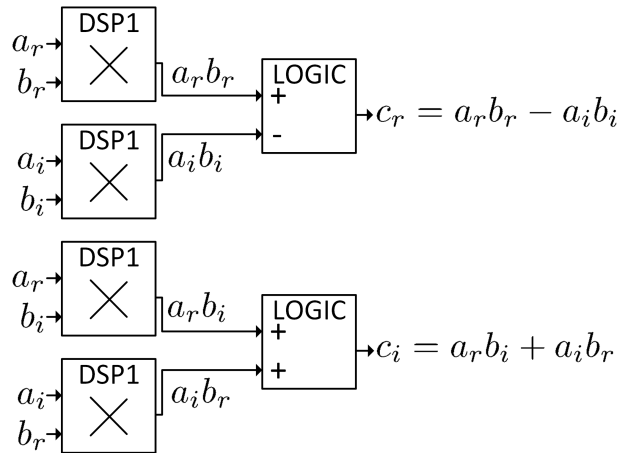 DSP1
a_r
b_r
a_r b_r
LOGIC
+
-
c_r = a_r b_r − a_i b_i
DSP1
a_i
b_i
a_i b_i
DSP1
a_r
b_i
a_r b_i
LOGIC
+
+
c_i = a_r b_i + a_i b_r
DSP1
a_i
b_r
a_i b_r